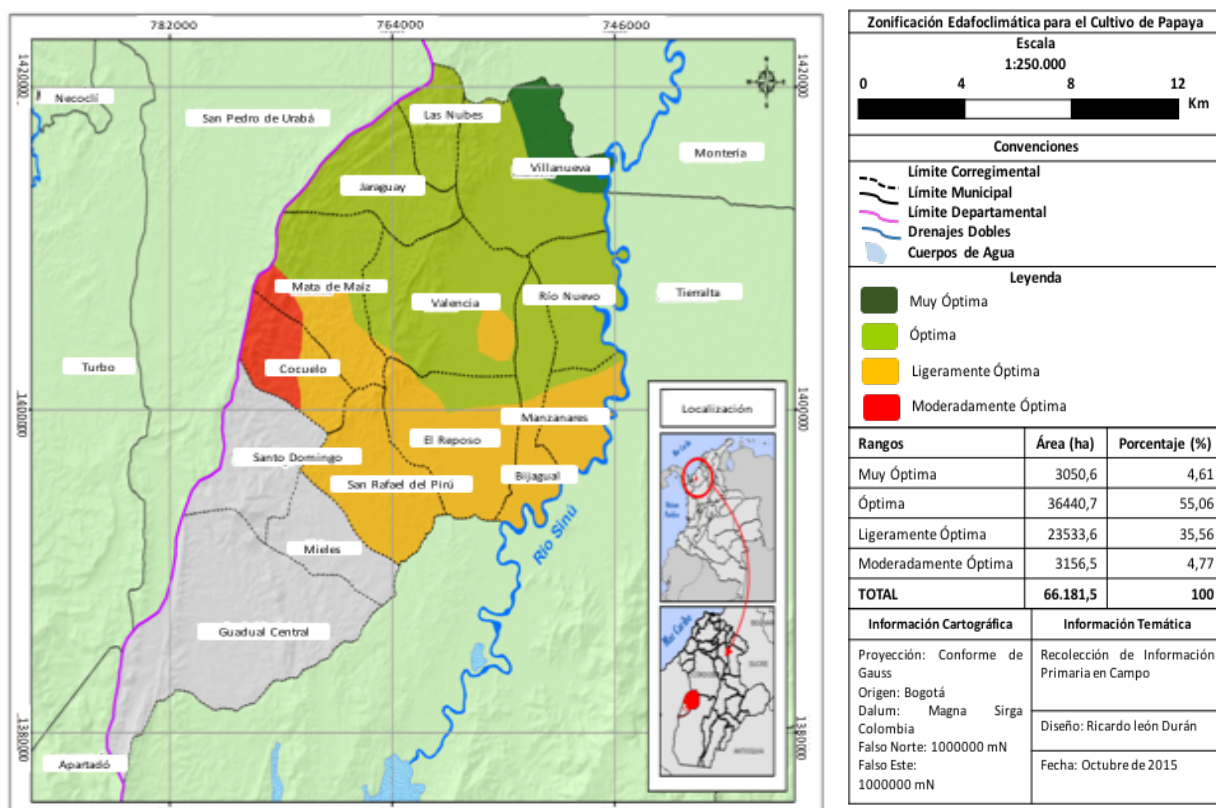 782000
764000
746000
1420000
1420000
Necoclí
San Pedro de Urabá
Las Nubes
Villanueva
Montería
Jaraguay
Mata de Maíz
Valencia
Río Nuevo
Tierralta
Turbo
Cocuelo
1400000
1400000
Manzanares
El Reposo
Santo Domingo
San Rafael del Pirú
Bijagual
Río Sinú
Mieles
Guadual Central
1380000
1380000
Apartadó
Localización
Mar Caribe
SUCRE
Zonificación Edafoclimática para el Cultivo de Papaya
Escala
1:250.000
0 4 8 12
Km
Convenciones
Límite Corregimental
Límite Municipal
Límite Departamental
Drenajes Dobles
Cuerpos de Agua
Leyenda
Muy Óptima
Óptima
Ligeramente Óptima
Moderadamente Óptima
Rangos Área (ha) Porcentaje (%)
Muy Óptima 3050,6 4,61
Óptima 36440,7 55,06
Ligeramente Óptima 23533,6 35,56
Moderadamente Óptima 3156,5 4,77
TOTAL 66.181,5 100
Información Cartográfica
Proyección: Conforme de
Gauss
Origen: Bogotá
Datum: Magna Sirga
Colombia
Falso Norte: 1000000 mN
Falso Este:
1000000 mN
Información Temática
Recolección de Información
Primaria en Campo
Diseño: Ricardo león Durán
Fecha: Octubre de 2015